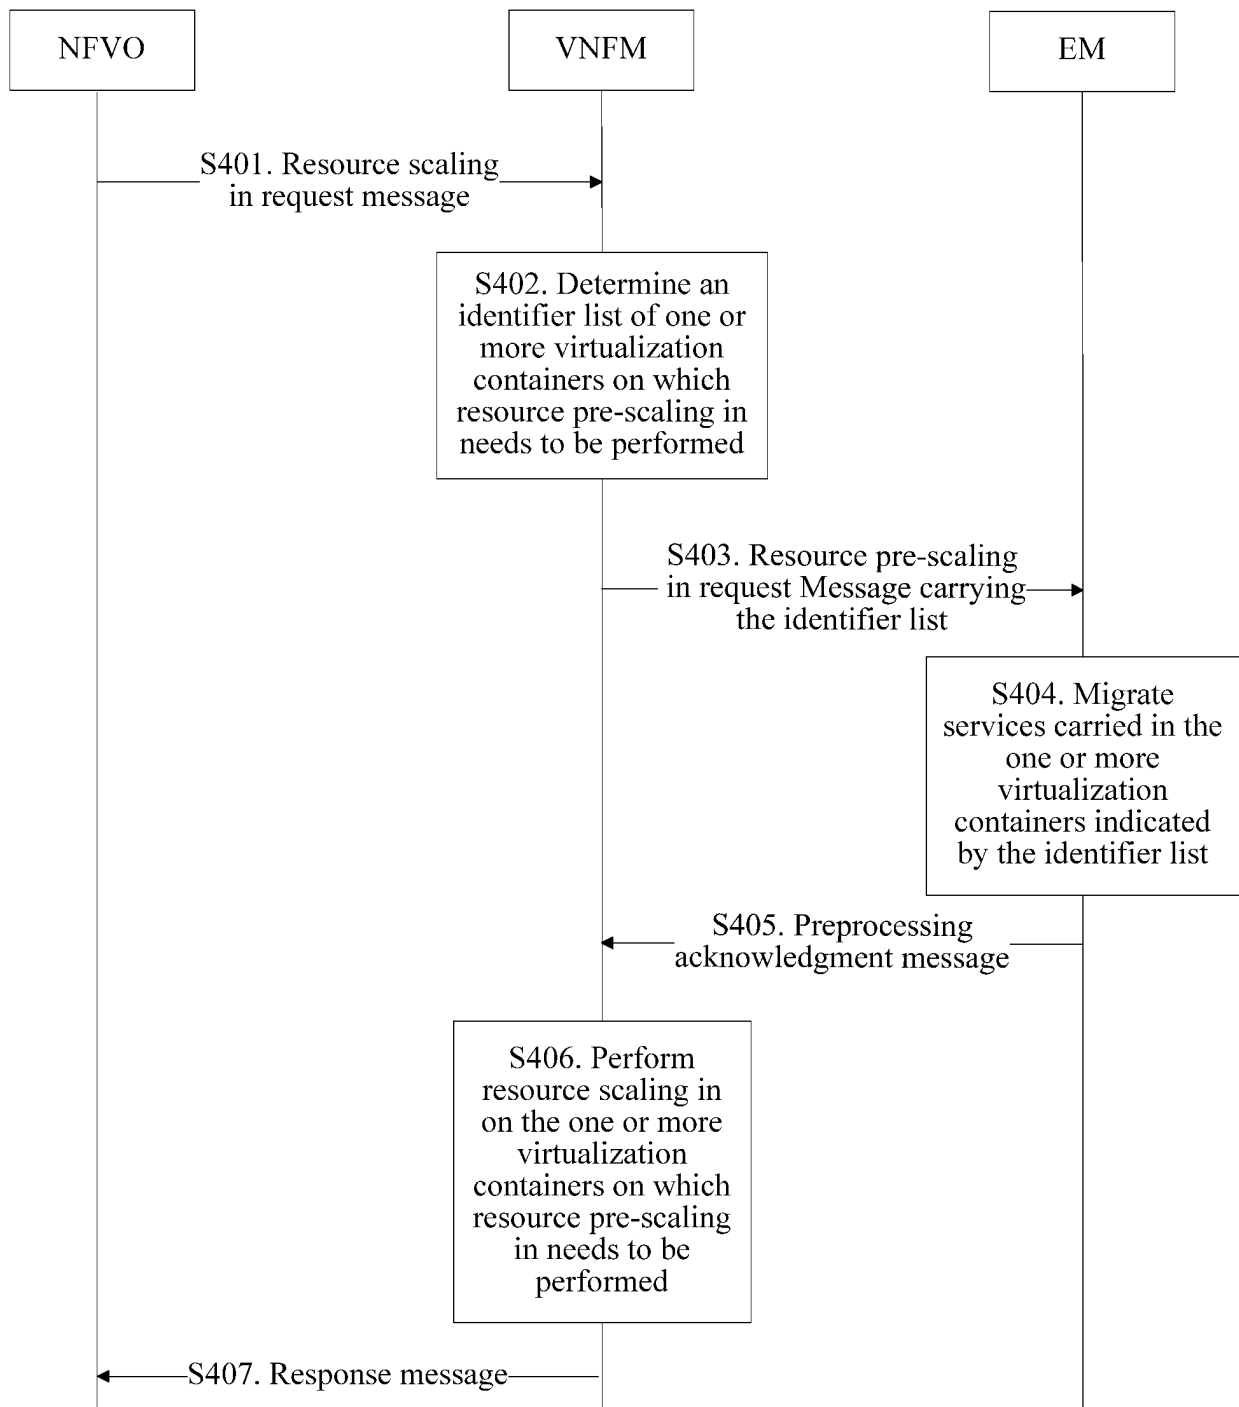 NFVO
VNFM
EM
S401. Resource scaling
in request message
S402. Determine an
identifier list of one or
more virtualization
containers on which
resource pre-scaling in
needs to be performed
S403. Resource pre-scaling
in request Message carrying
the identifier list
S404. Migrate
services carried in the
one or more
virtualization
containers indicated
by the identifier list
S405. Preprocessing
acknowledgment message
S406. Perform
resource scaling in
on the one or more
virtualization
containers on which
resource pre-scaling
in needs to be
performed
S407. Response message